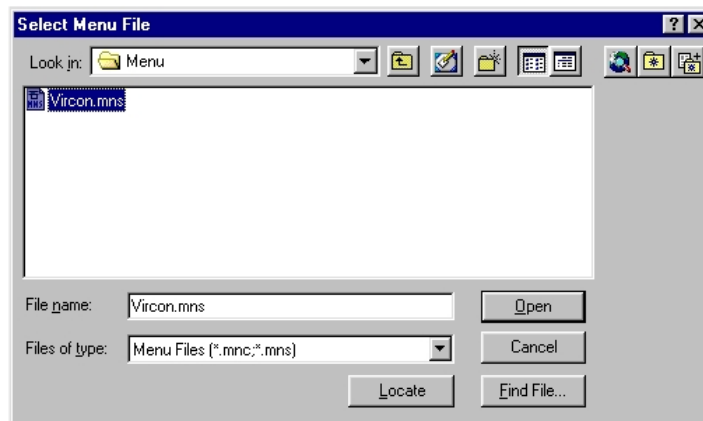 Select Menu File
Look in: Menu
Vircon.mns
File name: Vircon.mns Open
Files of type: Menu Files (*.mnc;*.mns) Cancel
Locate Find File...